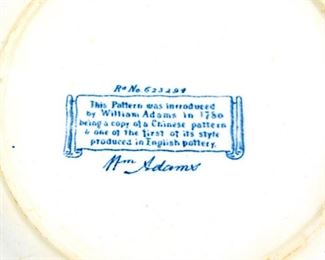 Rd No. 623294
This Pattern was introduced
by William Adams in 1780
being a copy of a Chinese pattern
& one of the first of its style
produced in English pottery.
Wm Adams